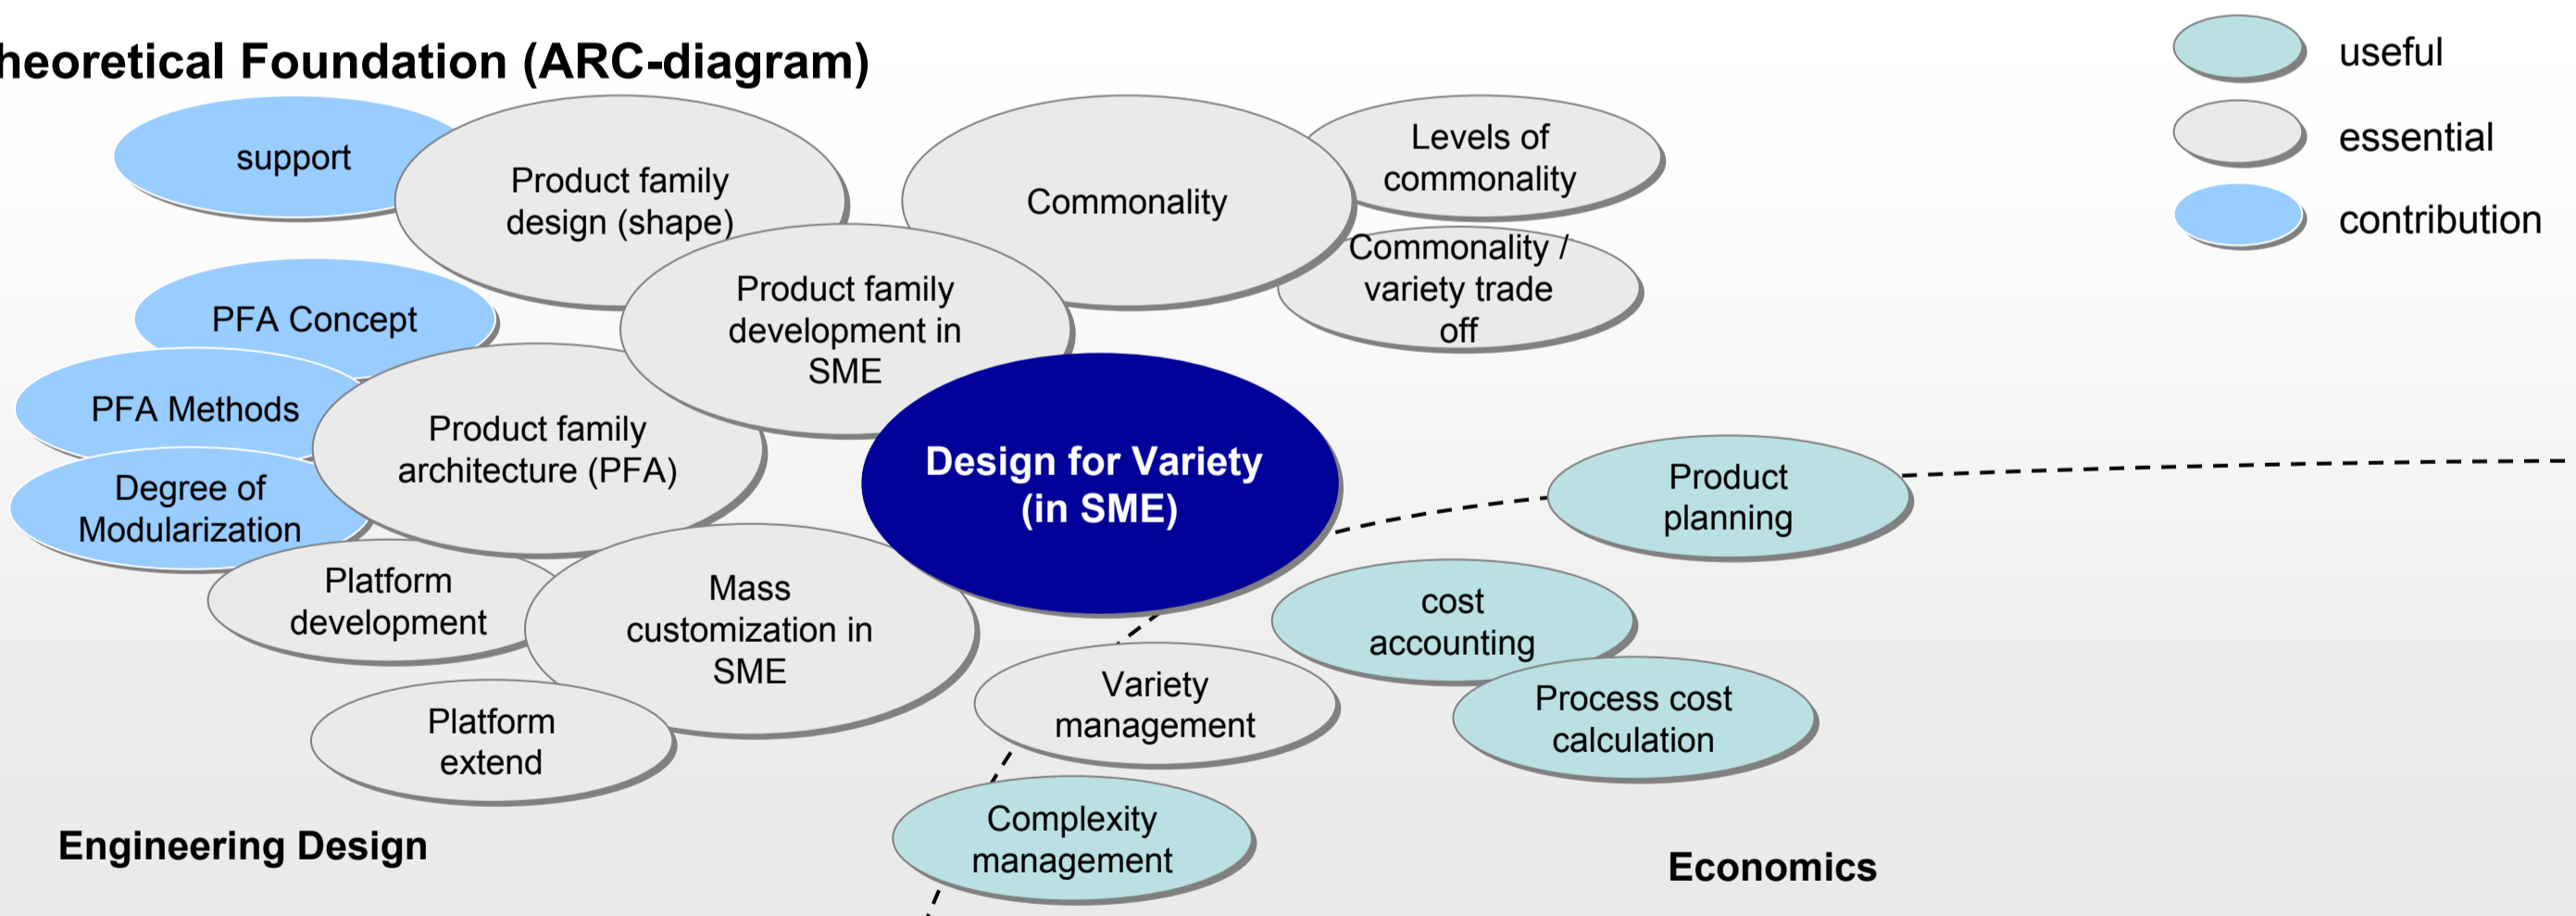 heoretical Foundation (ARC-diagram)
useful
essential
contribution
support
Product family
design (shape)
Commonality
Levels of
commonality
Commonality /
variety trade
off
PFA Concept
Product family
development in
SME
PFA Methods
Product family
architecture (PFA)
Degree of
Modularization
Design for Variety
(in SME)
Product
planning
Platform
development
Mass
customization in
SME
cost
accounting
Variety
management
Process cost
calculation
Platform
extend
Complexity
management
Engineering Design
Economics